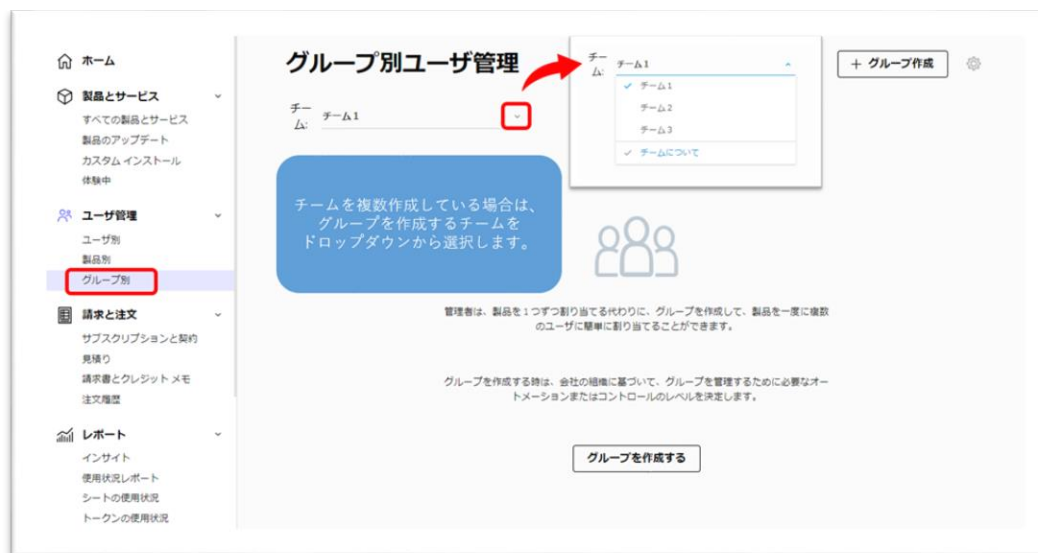 ホーム
製品とサービス
すべての製品とサービス
製品のアップデート
カスタム インストール
体験中
ユーザ管理
ユーザ別
製品別
グループ別
請求と注文
サブスクリプションと契約
見積り
請求書とクレジット メモ
注文履歴
レポート
インサイト
使用状況レポート
シートの使用状況
トークンの使用状況
グループ別ユーザ管理
チー
ム:
チーム1
チー
ム:
チーム1
チーム1
チーム2
チーム3
チームについて
+ グループ作成
チームを複数作成している場合は、
グループを作成するチームを
ドロップダウンから選択します。
管理者は、製品を1つずつ割り当てる代わりに、グループを作成して、製品を一度に複数
のユーザに簡単に割り当てることができます。
グループを作成する時は、会社の組織に基づいて、グループを管理するために必要なオー
トメーションまたはコントロールのレベルを決定します。
グループを作成する